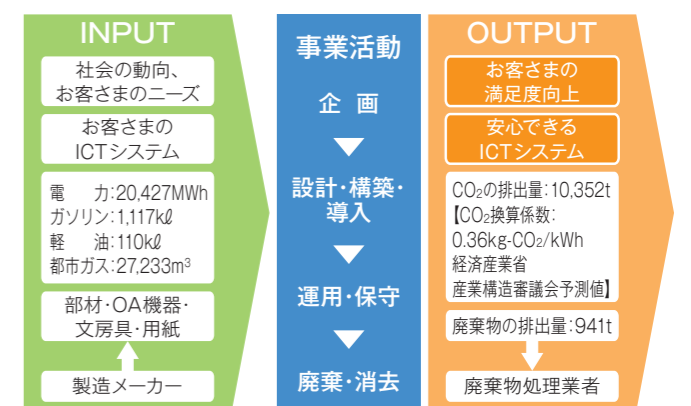 INPUT
社会の動向、
お客さまのニーズ
お客さまの
ICTシステム
電　力:20,427MWh
ガソリン:1,117kℓ
軽　油:110kℓ
都市ガス:27,233m³
部材・OA機器・
文房具・用紙
製造メーカー
事業活動
企 画
設計・構築・
導入
運用・保守
廃棄・消去
OUTPUT
お客さまの
満足度向上
安心できる
ICTシステム
CO₂の排出量:10,352t
【CO₂換算係数:
0.36kg-CO₂/kWh
経済産業省
産業構造審議会予測値】
廃棄物の排出量:941t
廃棄物処理業者